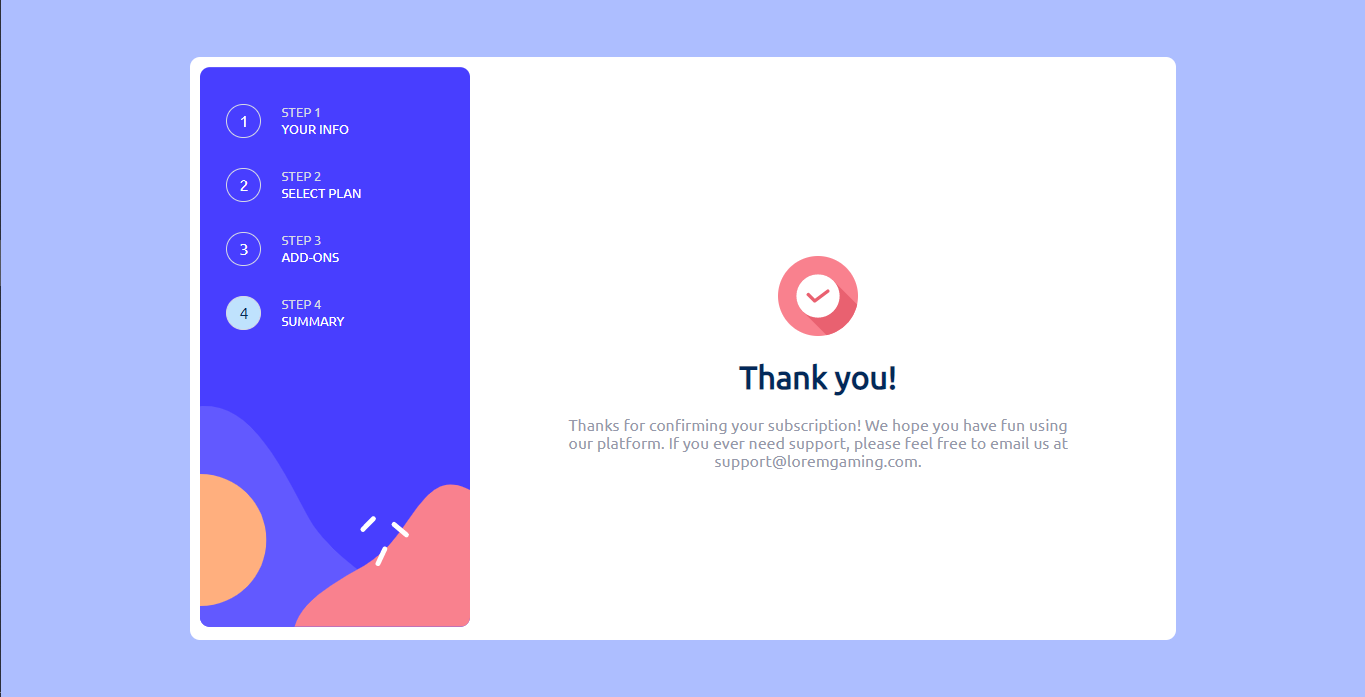 1
STEP 1
YOUR INFO
2
STEP 2
SELECT PLAN
3
STEP 3
ADD-ONS
4
STEP 4
SUMMARY
Thank you!
Thanks for confirming your subscription! We hope you have fun using
our platform. If you ever need support, please feel free to email us at
support@loremgaming.com.